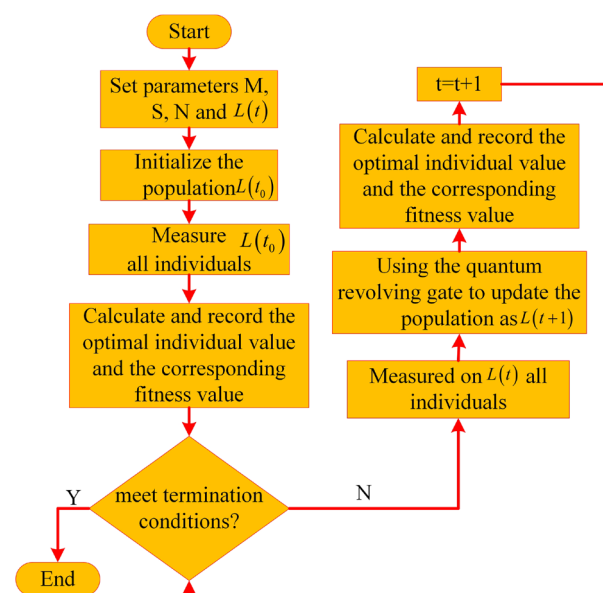 Start
Set parameters M,
S, N and L(t)
Initialize the
population L(t₀)
Measure L(t₀)
all individuals
Calculate and record the
optimal individual value
and the corresponding
fitness value
meet termination
conditions?
Y
N
End
t=t+1
Calculate and record the
optimal individual value
and the corresponding
fitness value
Using the quantum
revolving gate to update the
population as L(t+1)
Measured on L(t) all
individuals